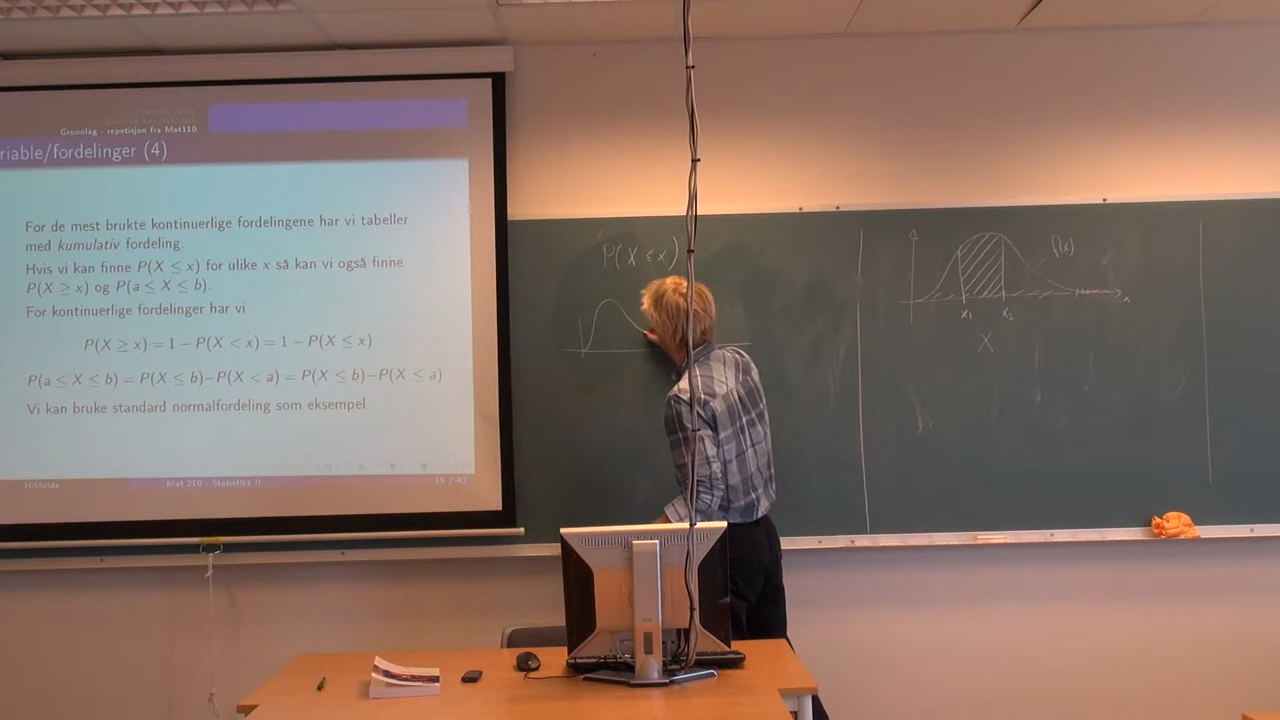 Grunnlag - repetisjon fra Mat110
riable/fordelinger (4)
For de mest brukte kontinuerlige fordelingene har vi tabeller
med kumulativ fordeling.
Hvis vi kan finne P(X ≤ x) for ulike x så kan vi også finne
P(X ≥ x) og P(a ≤ X ≤ b).
For kontinuerlige fordelinger har vi
P(X ≥ x) = 1 − P(X < x) = 1 − P(X ≤ x)
P(a ≤ X ≤ b) = P(X ≤ b)−P(X < a) = P(X ≤ b)−P(X ≤ a)
Vi kan bruke standard normalfordeling som eksempel
HiMolde Mat 210 - Statistikk II 19 / 41
P(X ≤ x)
f(x)
x₁ x₂ x
X